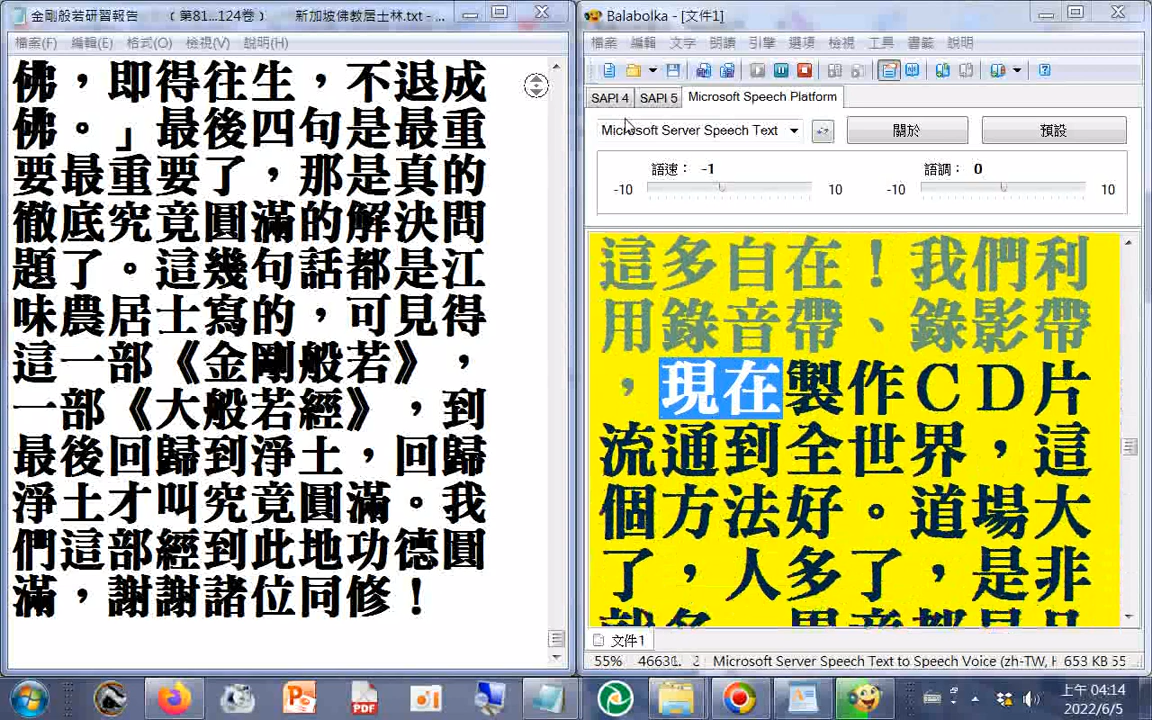 金剛般若研習報告 （第81...124卷） 新加坡佛教居士林.txt - ...
檔案(F) 編輯(E) 格式(O) 檢視(V) 說明(H)
佛，即得往生，不退成
佛。」最後四句是最重
要最重要了，那是真的
徹底究竟圓滿的解決問
題了。這幾句話都是江
味農居士寫的，可見得
這一部《金剛般若》，
一部《大般若經》，到
最後回歸到淨土，回歸
淨土才叫究竟圓滿。我
們這部經到此地功德圓
滿，謝謝諸位同修！
Balabolka - [文件1]
檔案 編輯 文字 朗讀 引擎 選項 檢視 工具 書籤 說明
SAPI 4 SAPI 5 Microsoft Speech Platform
Microsoft Server Speech Text 關於 預設
語速： -1 語調： 0
-10 10 -10 10
這多自在！我們利
用錄音帶、錄影帶
，現在製作ＣＤ片
流通到全世界，這
個方法好。道場大
了，人多了，是非
文件1
55% 46631. Microsoft Server Speech Text to Speech Voice (zh-TW, H 653 KB 55
上午 04:14
2022/6/5